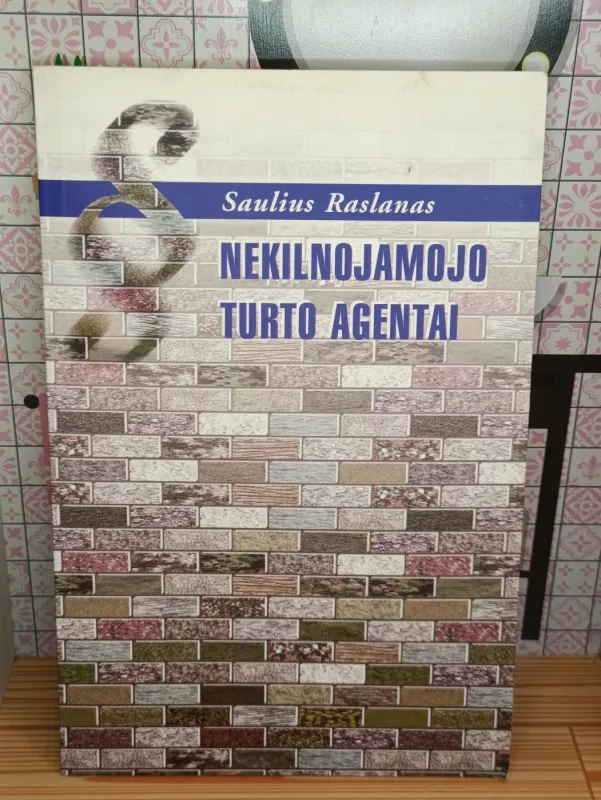 §
Saulius Raslanas
NEKILNOJAMOJO
TURTO AGENTAI